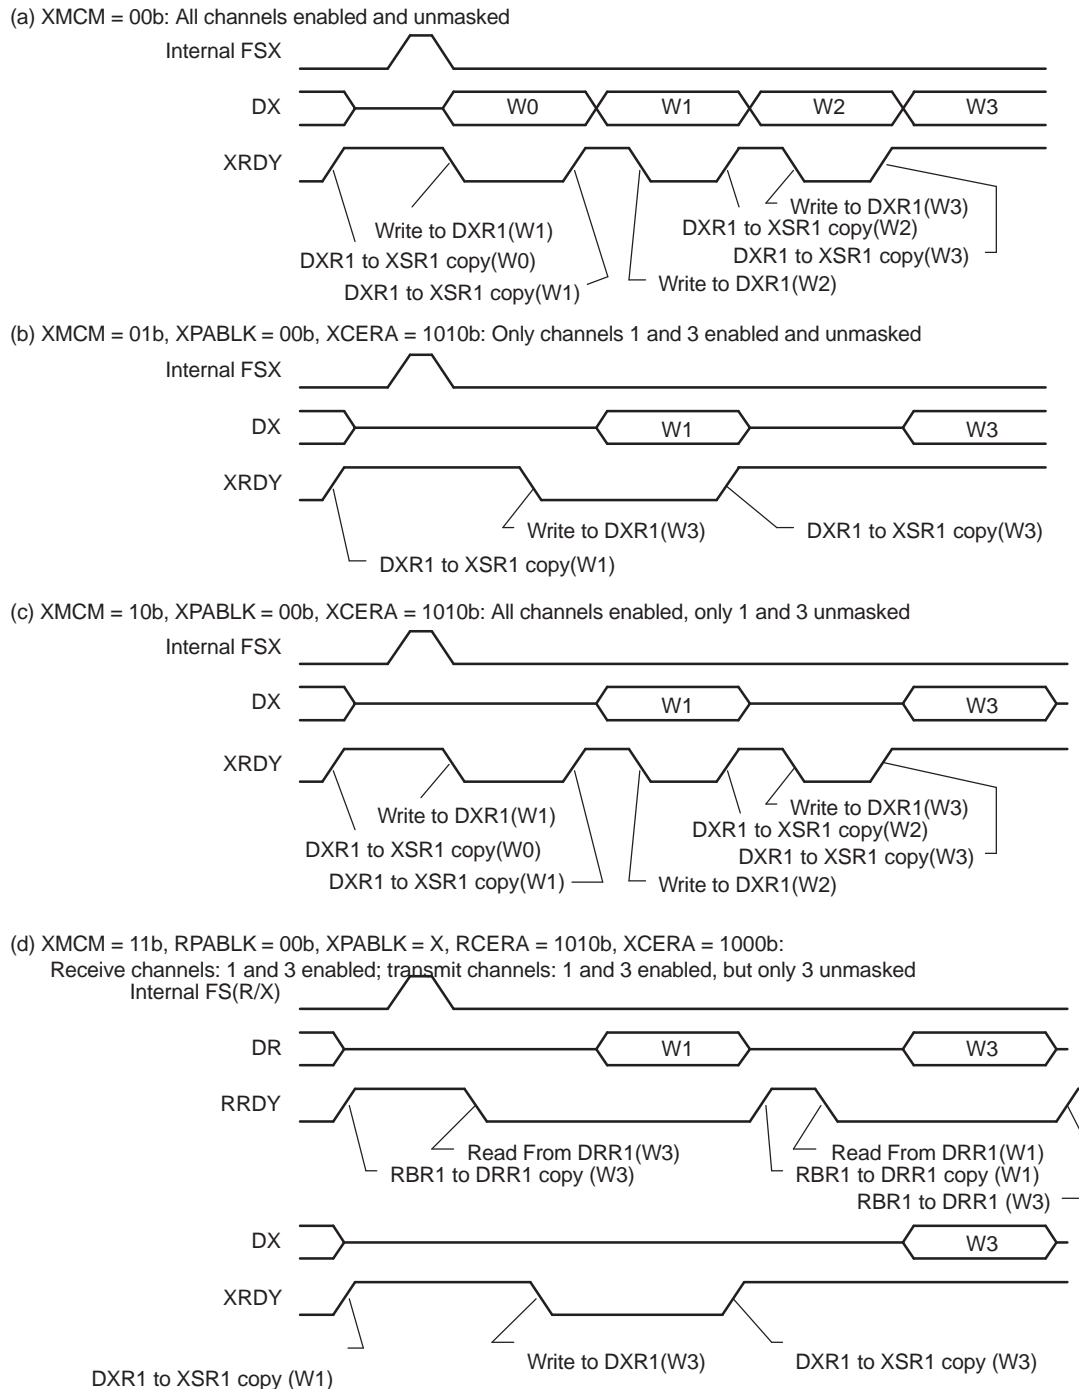 (a) XMCM = 00b: All channels enabled and unmasked
Internal FSX
DX
W0
W1
W2
W3
XRDY
Write to DXR1(W3)
Write to DXR1(W1)
DXR1 to XSR1 copy(W2)
DXR1 to XSR1 copy(W0)
DXR1 to XSR1 copy(W3)
DXR1 to XSR1 copy(W1)
Write to DXR1(W2)
(b) XMCM = 01b, XPABLK = 00b, XCERA = 1010b: Only channels 1 and 3 enabled and unmasked
Internal FSX
DX
W1
W3
XRDY
Write to DXR1(W3)
DXR1 to XSR1 copy(W3)
DXR1 to XSR1 copy(W1)
(c) XMCM = 10b, XPABLK = 00b, XCERA = 1010b: All channels enabled, only 1 and 3 unmasked
Internal FSX
DX
W1
W3
XRDY
Write to DXR1(W3)
Write to DXR1(W1)
DXR1 to XSR1 copy(W2)
DXR1 to XSR1 copy(W0)
DXR1 to XSR1 copy(W3)
DXR1 to XSR1 copy(W1)
Write to DXR1(W2)
(d) XMCM = 11b, RPABLK = 00b, XPABLK = X, RCERA = 1010b, XCERA = 1000b:
Receive channels: 1 and 3 enabled; transmit channels: 1 and 3 enabled, but only 3 unmasked
Internal FS(R/X)
DR
W1
W3
RRDY
Read From DRR1(W3)
Read From DRR1(W1)
RBR1 to DRR1 copy (W3)
RBR1 to DRR1 copy (W1)
RBR1 to DRR1 (W3)
DX
W3
XRDY
Write to DXR1(W3)
DXR1 to XSR1 copy (W3)
DXR1 to XSR1 copy (W1)